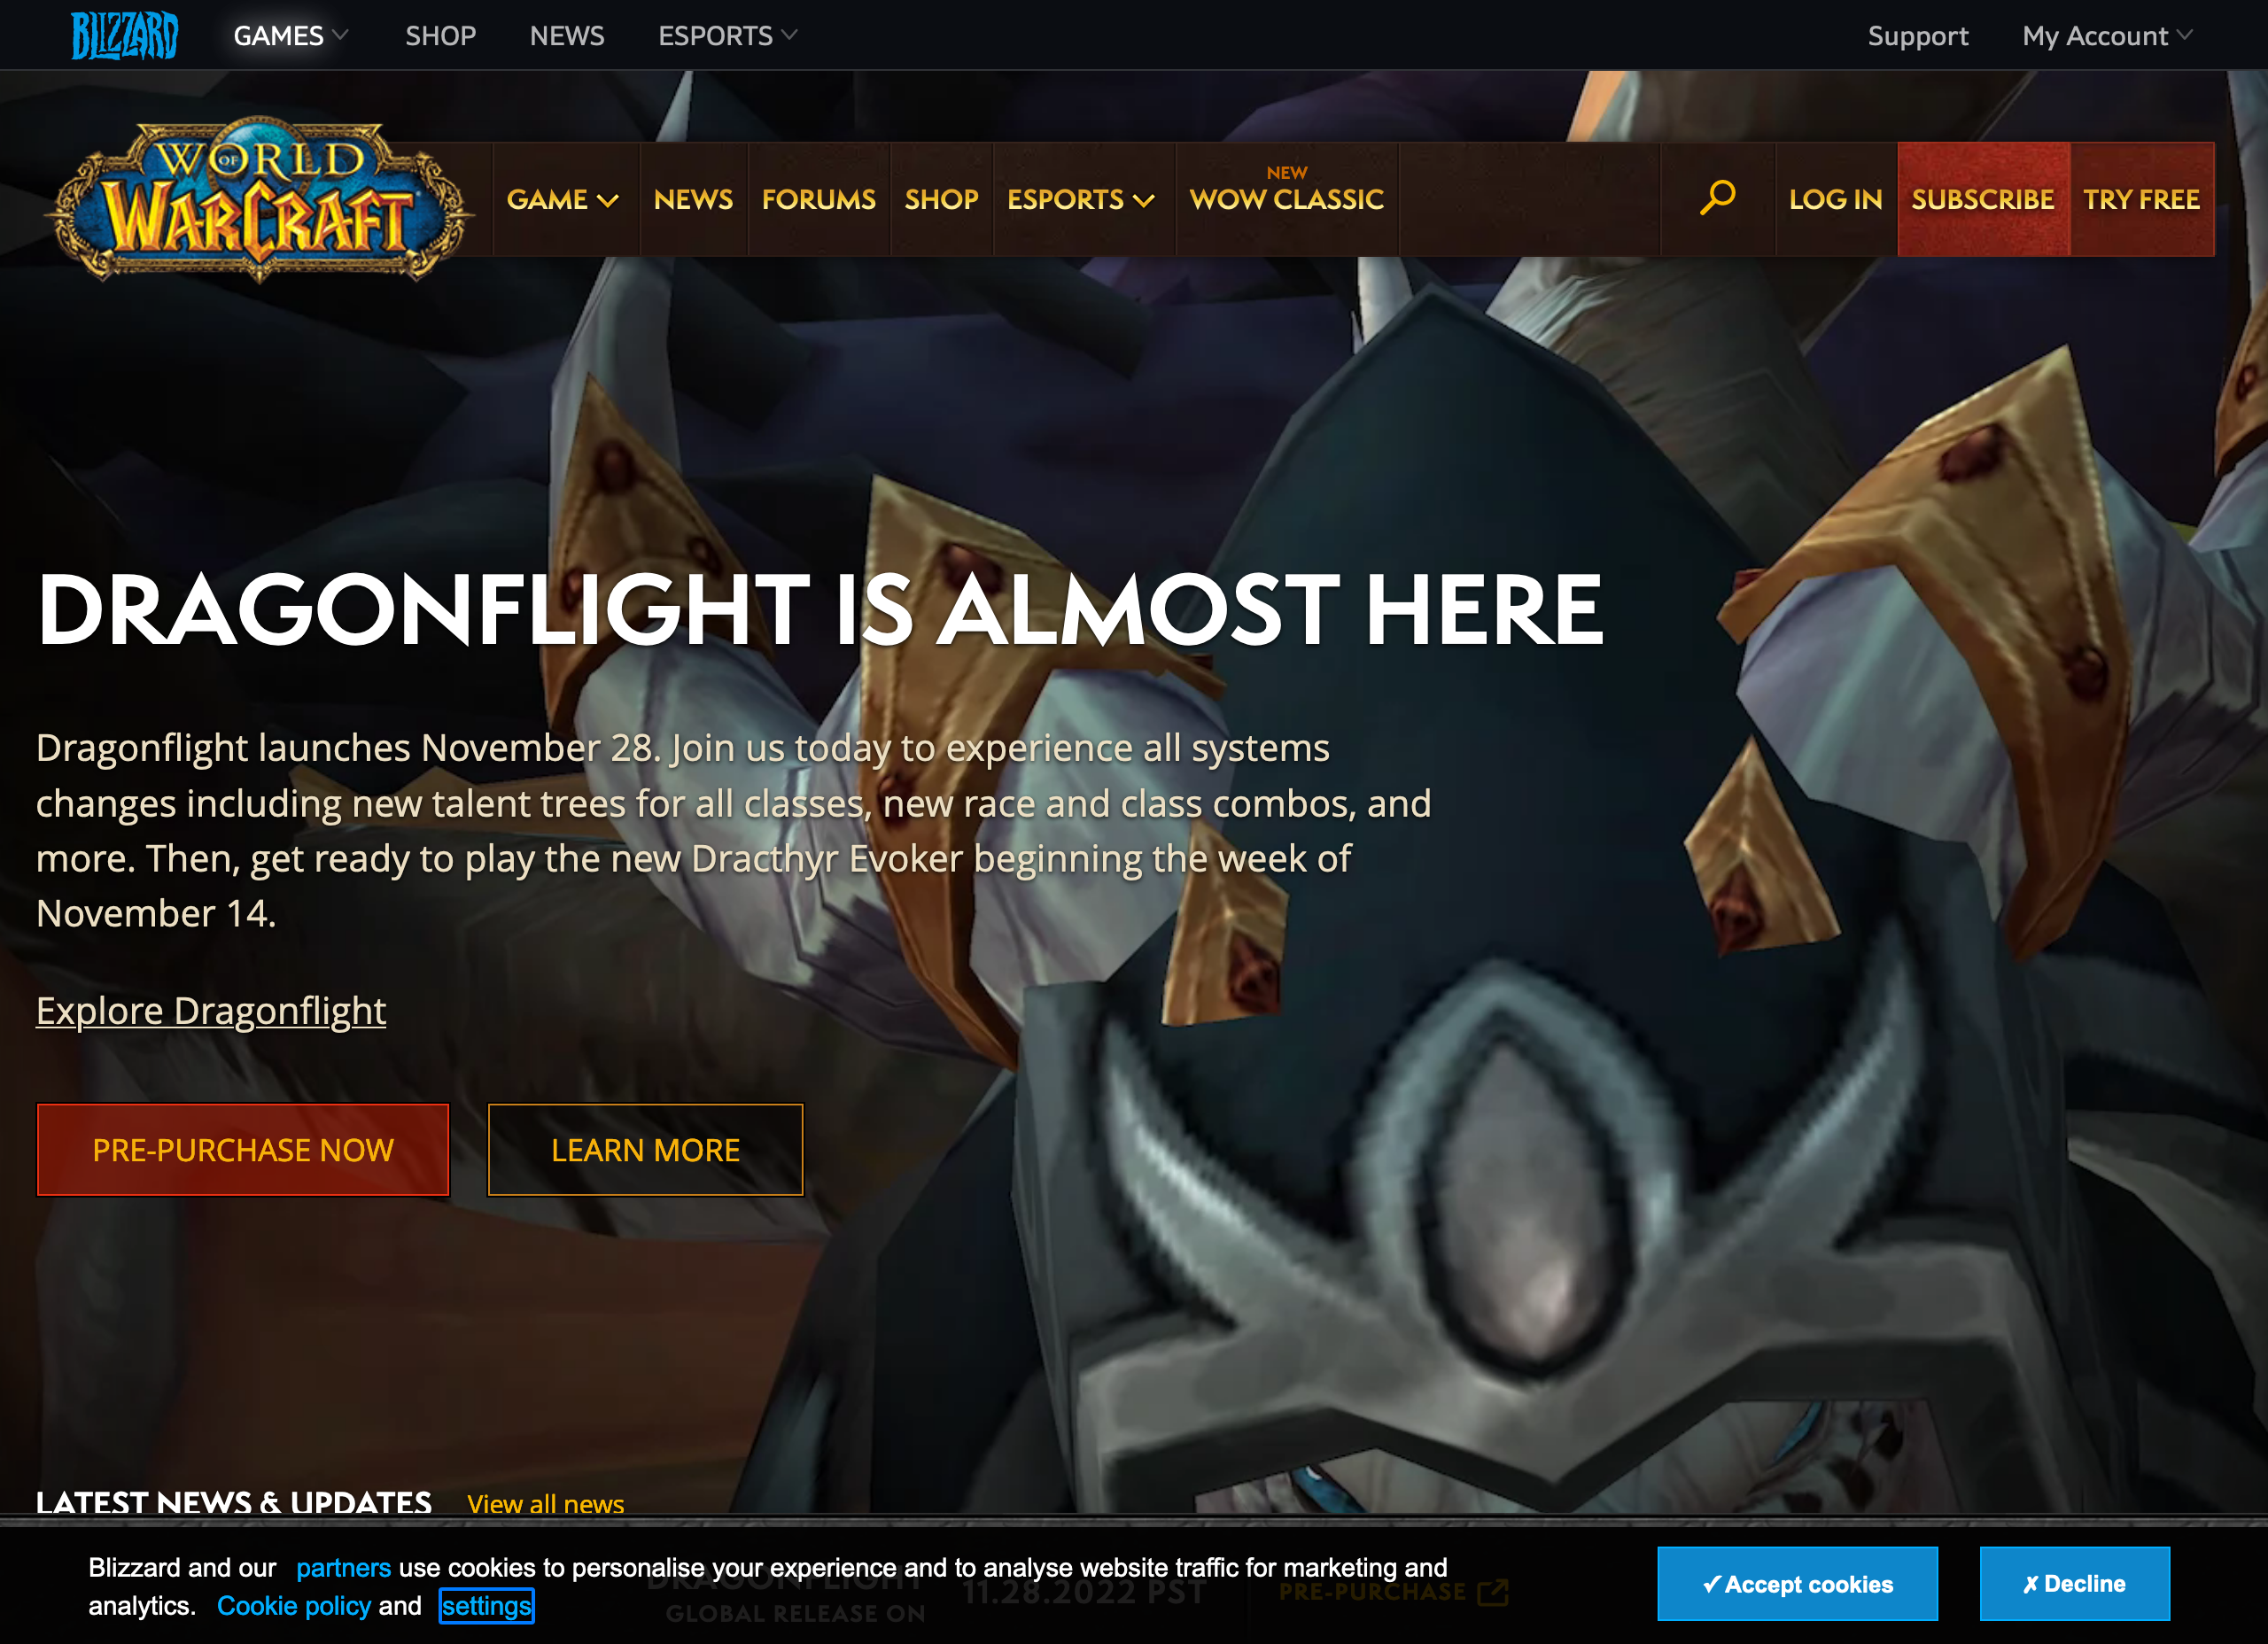 BLIZZARD
GAMES SHOP NEWS ESPORTS Support My Account
WORLD OF WARCRAFT
GAME NEWS FORUMS SHOP ESPORTS NEW WOW CLASSIC LOG IN SUBSCRIBE TRY FREE
DRAGONFLIGHT IS ALMOST HERE
Dragonflight launches November 28. Join us today to experience all systems
changes including new talent trees for all classes, new race and class combos, and
more. Then, get ready to play the new Dracthyr Evoker beginning the week of
November 14.
Explore Dragonflight
PRE-PURCHASE NOW LEARN MORE
LATEST NEWS & UPDATES View all news
Blizzard and our partners use cookies to personalise your experience and to analyse website traffic for marketing and
analytics. Cookie policy and settings
✓ Accept cookies ✗ Decline
DRAGONFLIGHT
GLOBAL RELEASE ON
11.28.2022 PST
PRE-PURCHASE